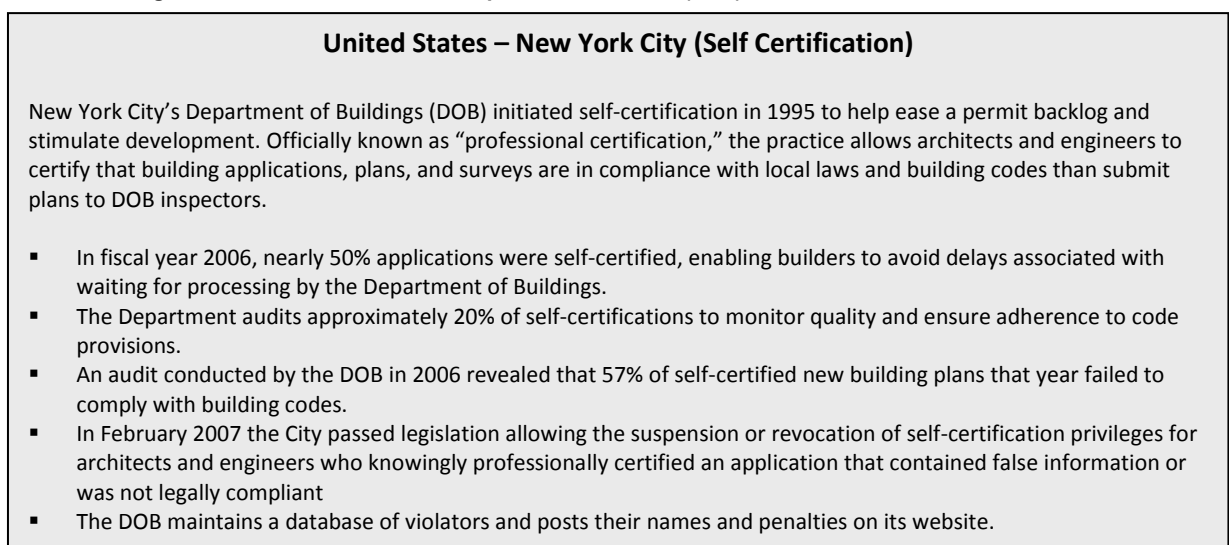 United States – New York City (Self Certification)
New York City's Department of Buildings (DOB) initiated self-certification in 1995 to help ease a permit backlog and
stimulate development. Officially known as "professional certification," the practice allows architects and engineers to
certify that building applications, plans, and surveys are in compliance with local laws and building codes than submit
plans to DOB inspectors.
▪ In fiscal year 2006, nearly 50% applications were self-certified, enabling builders to avoid delays associated with
waiting for processing by the Department of Buildings.
▪ The Department audits approximately 20% of self-certifications to monitor quality and ensure adherence to code
provisions.
▪ An audit conducted by the DOB in 2006 revealed that 57% of self-certified new building plans that year failed to
comply with building codes.
▪ In February 2007 the City passed legislation allowing the suspension or revocation of self-certification privileges for
architects and engineers who knowingly professionally certified an application that contained false information or
was not legally compliant
▪ The DOB maintains a database of violators and posts their names and penalties on its website.